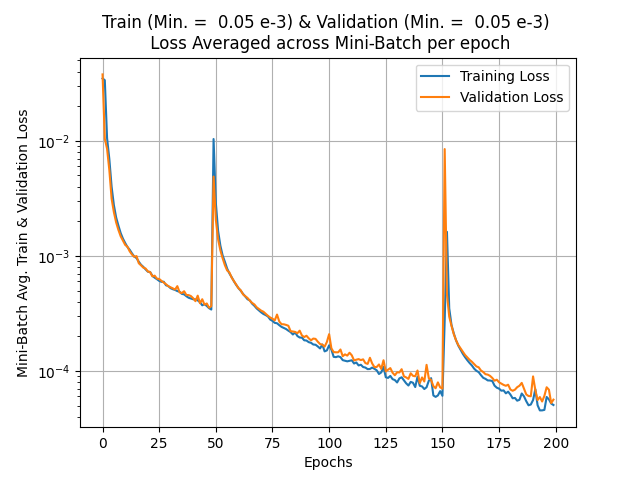 Train (Min. =  0.05 e-3) & Validation (Min. =  0.05 e-3)
Loss Averaged across Mini-Batch per epoch
Training Loss
Validation Loss
Mini-Batch Avg. Train & Validation Loss
10⁻²
10⁻³
10⁻⁴
0 25 50 75 100 125 150 175 200
Epochs